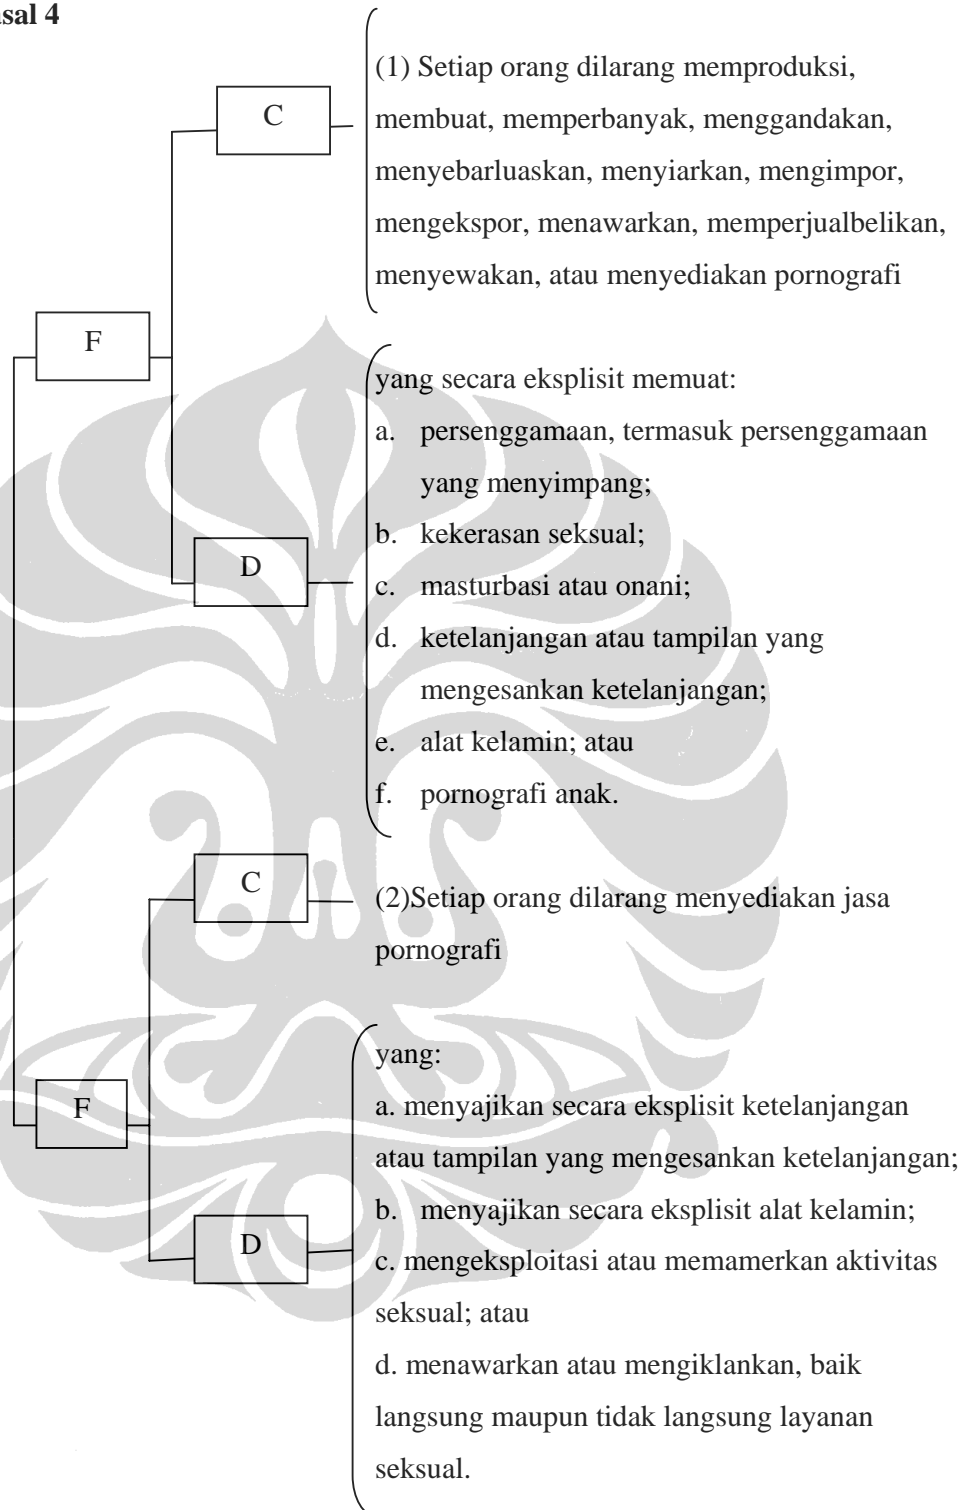 asal 4
C
(1) Setiap orang dilarang memproduksi,
membuat, memperbanyak, menggandakan,
menyebarluaskan, menyiarkan, mengimpor,
mengekspor, menawarkan, memperjualbelikan,
menyewakan, atau menyediakan pornografi
F
yang secara eksplisit memuat:
a. persenggamaan, termasuk persenggamaan
yang menyimpang;
b. kekerasan seksual;
D
c. masturbasi atau onani;
d. ketelanjangan atau tampilan yang
mengesankan ketelanjangan;
e. alat kelamin; atau
f. pornografi anak.
C
(2)Setiap orang dilarang menyediakan jasa
pornografi
yang:
F
a. menyajikan secara eksplisit ketelanjangan
atau tampilan yang mengesankan ketelanjangan;
b. menyajikan secara eksplisit alat kelamin;
D
c. mengeksploitasi atau memamerkan aktivitas
seksual; atau
d. menawarkan atau mengiklankan, baik
langsung maupun tidak langsung layanan
seksual.